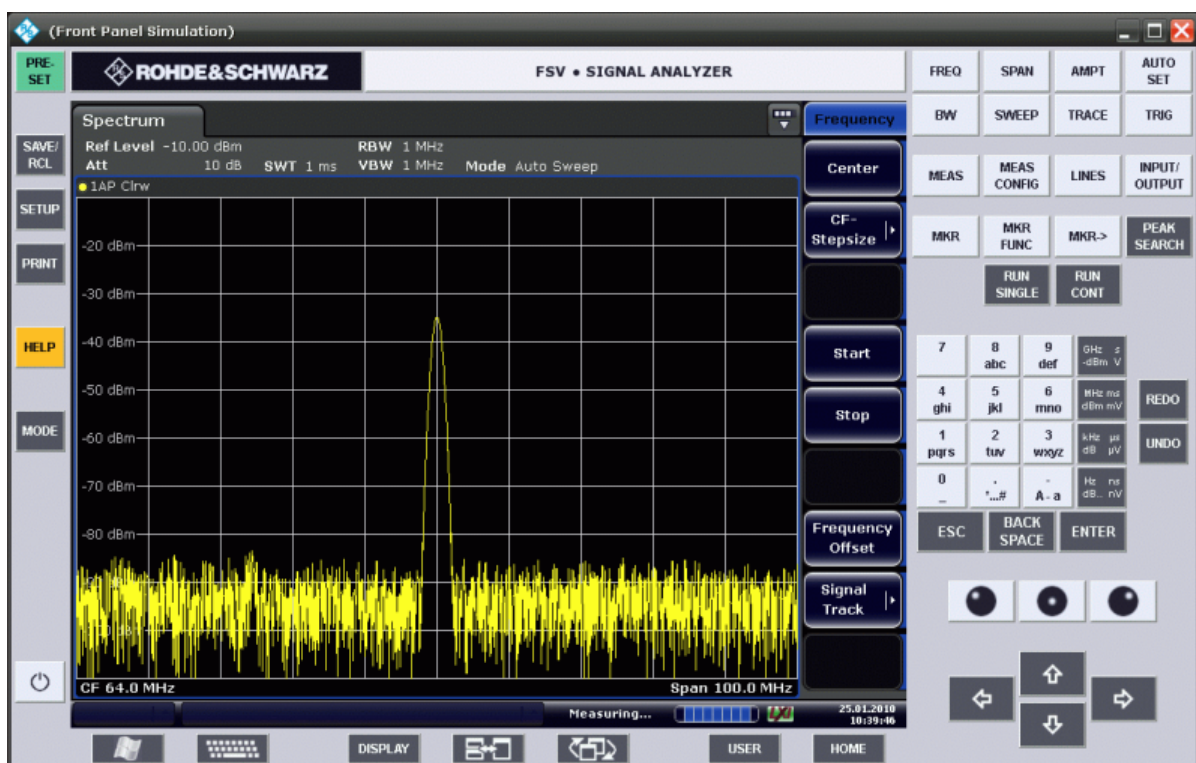 (Front Panel Simulation)
PRE-
SET
ROHDE&SCHWARZ
FSV • SIGNAL ANALYZER
FREQ
SPAN
AMPT
AUTO
SET
Spectrum
Frequency
BW
SWEEP
TRACE
TRIG
SAVE/
RCL
Ref Level -10.00 dBm RBW 1 MHz
Att 10 dB SWT 1 ms VBW 1 MHz Mode Auto Sweep
1AP Clrw
Center
MEAS
MEAS
CONFIG
LINES
INPUT/
OUTPUT
SETUP
CF-
Stepsize
MKR
MKR
FUNC
MKR->
PEAK
SEARCH
-20 dBm
PRINT
RUN
SINGLE
RUN
CONT
-30 dBm
HELP
-40 dBm
Start
7
8
abc
9
def
GHz s
-dBm V
-50 dBm
4
ghi
5
jkl
6
mno
MHz ms
dBm mV
REDO
Stop
MODE
-60 dBm
1
pqrs
2
tuv
3
wxyz
kHz µs
dB µV
UNDO
-70 dBm
0
_
.
*...#
-
A-a
Hz ns
dB.. nV
-80 dBm
Frequency
Offset
ESC
BACK
SPACE
ENTER
Signal
Track
CF 64.0 MHz
Span 100.0 MHz
Measuring...
25.01.2010
10:39:46
DISPLAY
USER
HOME